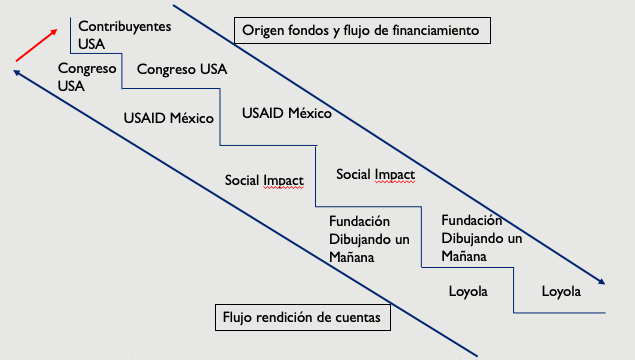 Contribuyentes
USA
Origen fondos y flujo de financiamiento
Congreso
USA
Congreso USA
USAID México
USAID México
Social Impact
Social Impact
Fundación
Dibujando un
Mañana
Fundación
Dibujando un
Mañana
Loyola
Loyola
Flujo rendición de cuentas